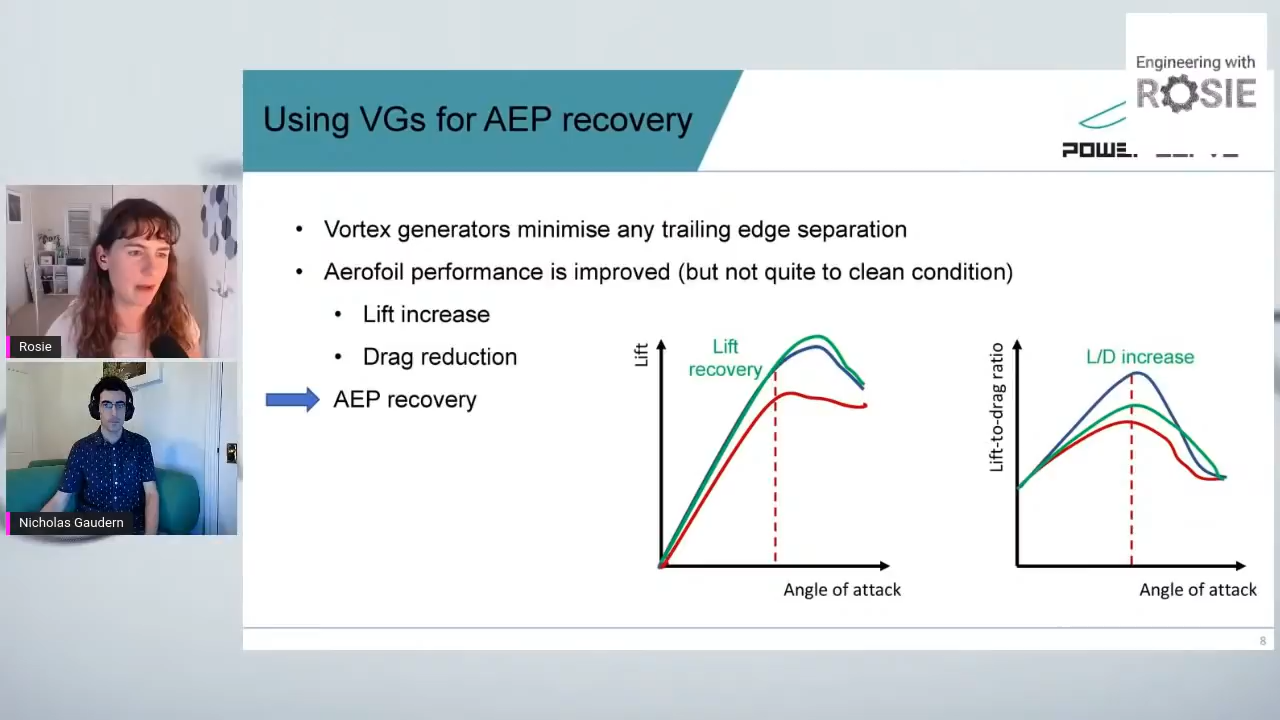 Engineering with
ROSIE
Using VGs for AEP recovery
Vortex generators minimise any trailing edge separation
Aerofoil performance is improved (but not quite to clean condition)
Lift increase
Drag reduction
AEP recovery
Lift
Lift
recovery
Angle of attack
Lift-to-drag ratio
L/D increase
Angle of attack
Rosie
Nicholas Gaudern
8